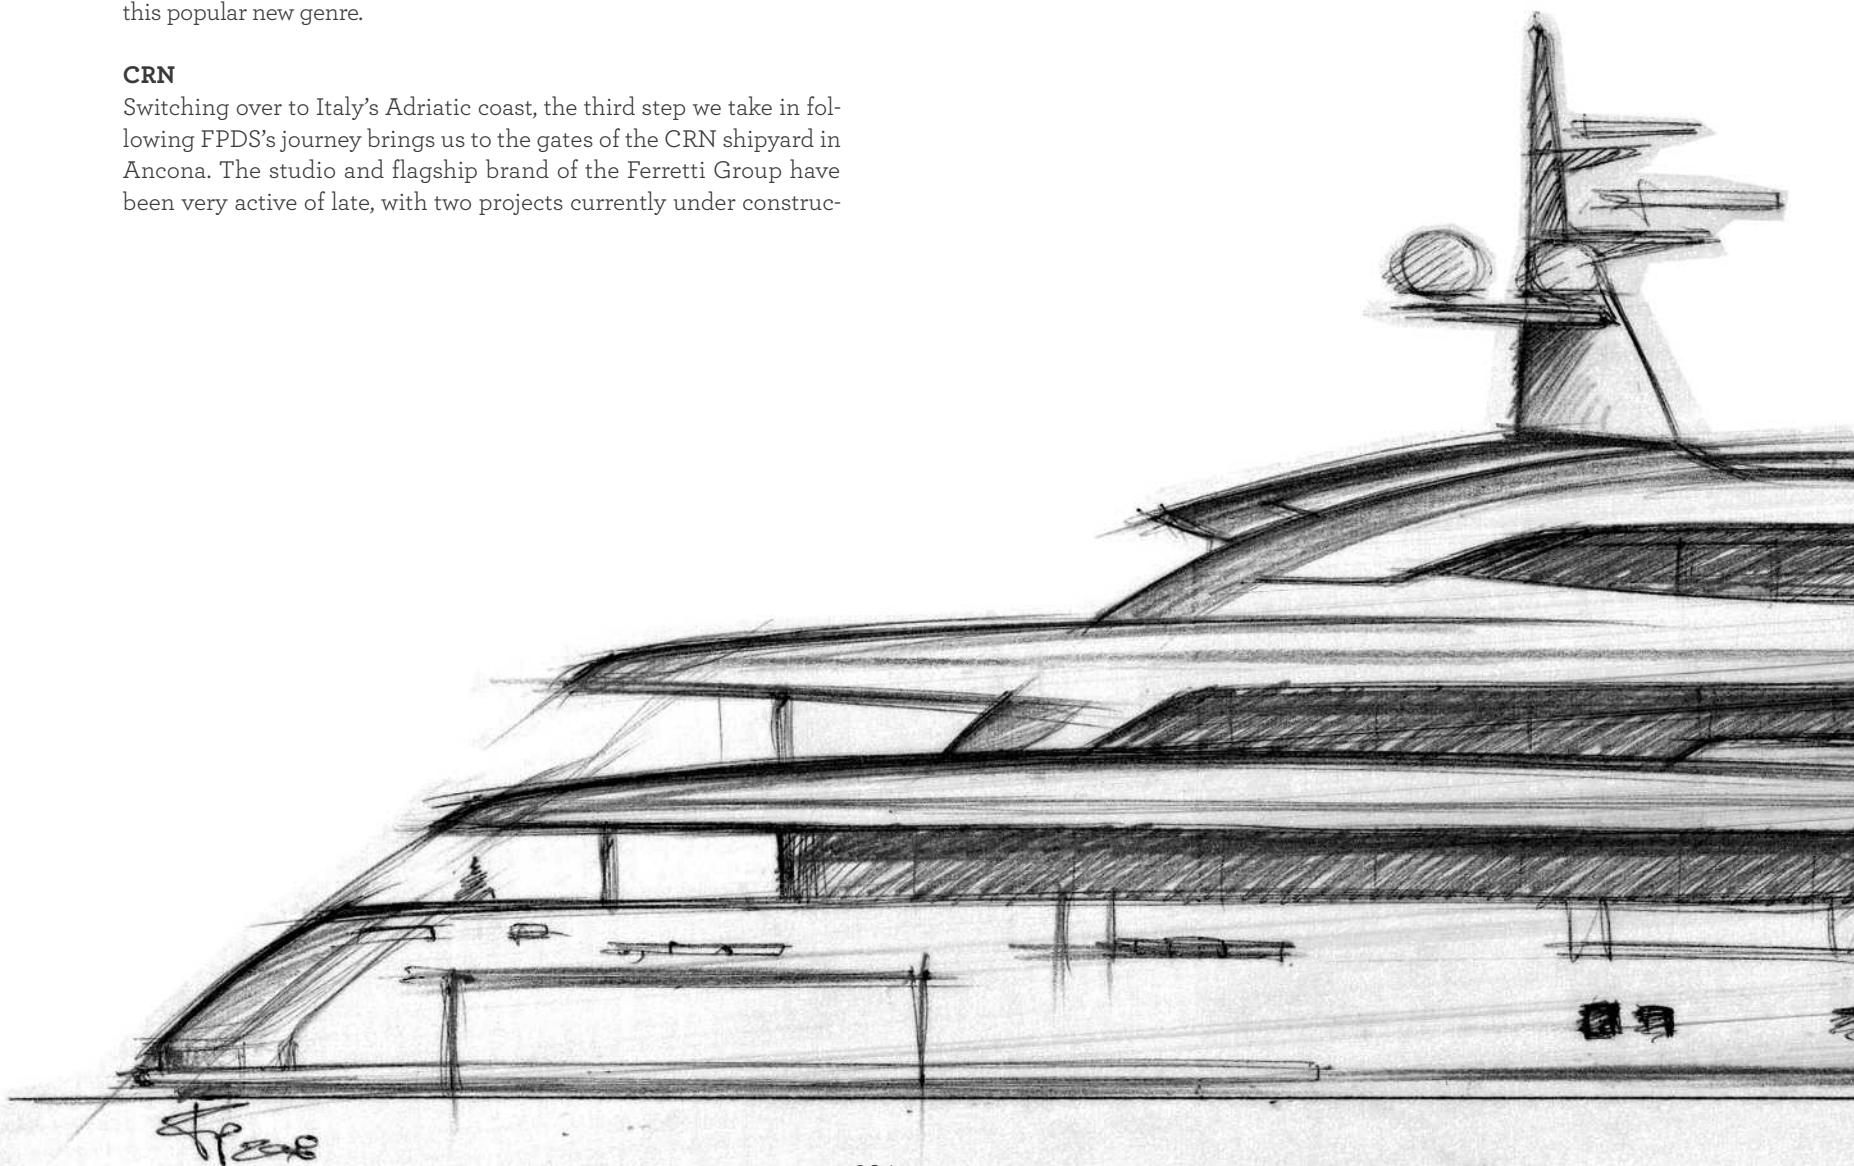 this popular new genre.
CRN
Switching over to Italy’s Adriatic coast, the third step we take in fol-
lowing FPDS’s journey brings us to the gates of the CRN shipyard in
Ancona. The studio and flagship brand of the Ferretti Group have
been very active of late, with two projects currently under construc-